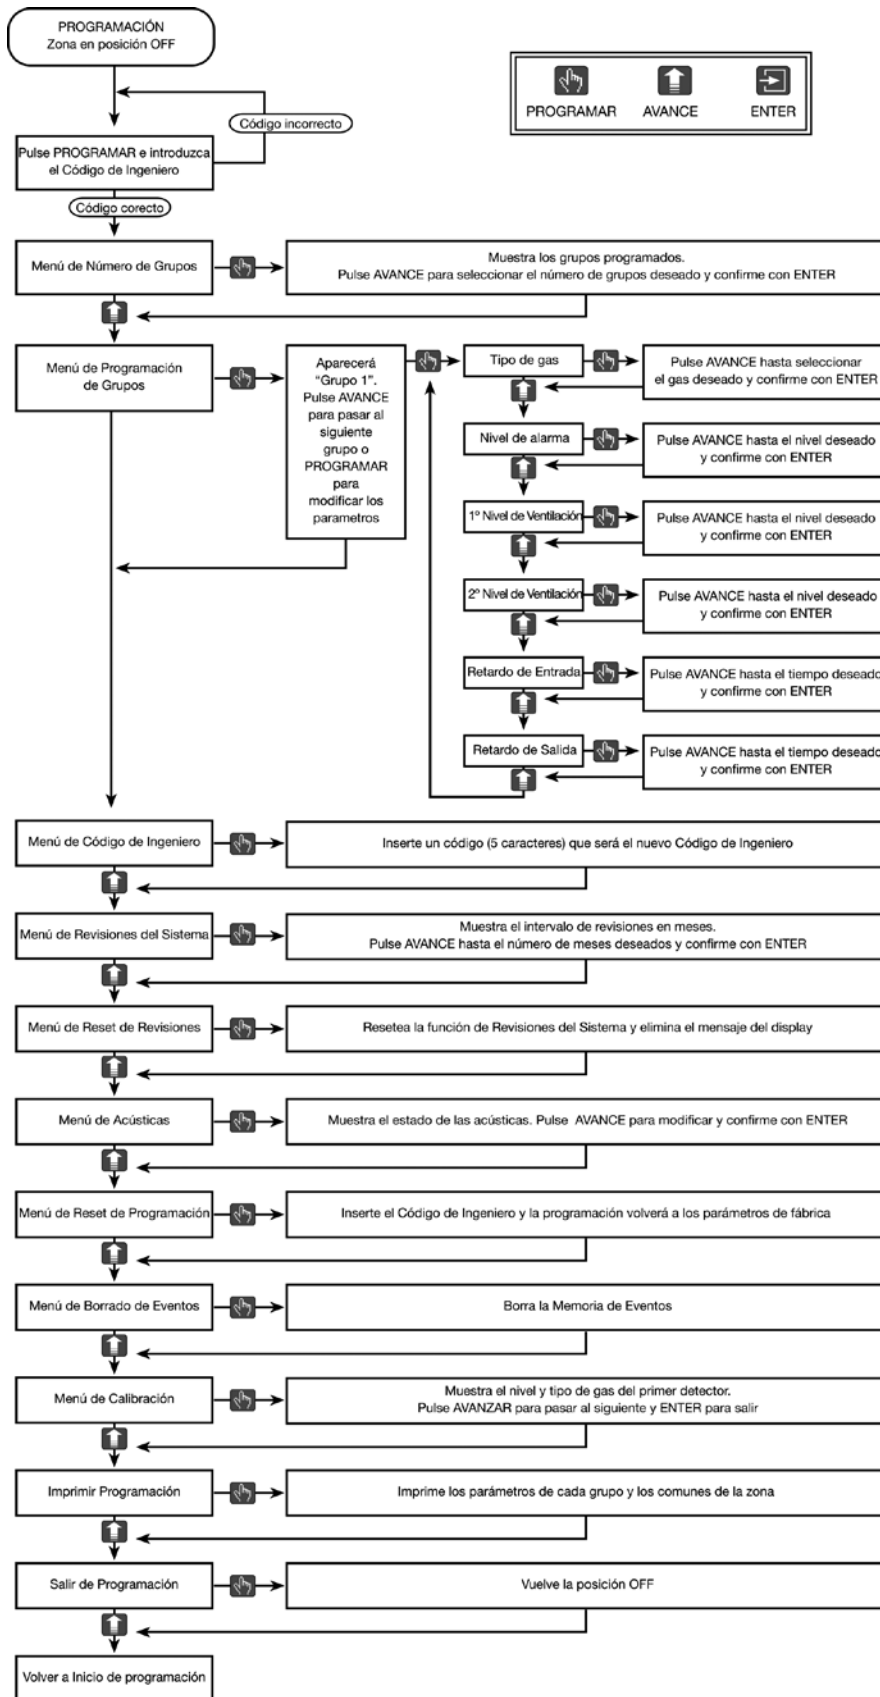 PROGRAMACIÓN
Zona en posición OFF
PROGRAMAR
AVANCE
ENTER
Código incorrecto
Pulse PROGRAMAR e introduzca
el Código de Ingeniero
Código corecto
Menú de Número de Grupos
Muestra los grupos programados.
Pulse AVANCE para seleccionar el número de grupos deseado y confirme con ENTER
Menú de Programación
de Grupos
Aparecerá
“Grupo 1”.
Pulse AVANCE
para pasar al
siguiente
grupo o
PROGRAMAR
para
modificar los
parametros
Tipo de gas
Pulse AVANCE hasta seleccionar
el gas deseado y confirme con ENTER
Nivel de alarma
Pulse AVANCE hasta el nivel deseado
y confirme con ENTER
1º Nivel de Ventilación
Pulse AVANCE hasta el nivel deseado
y confirme con ENTER
2º Nivel de Ventilación
Pulse AVANCE hasta el nivel deseado
y confirme con ENTER
Retardo de Entrada
Pulse AVANCE hasta el tiempo deseado
y confirme con ENTER
Retardo de Salida
Pulse AVANCE hasta el tiempo deseado
y confirme con ENTER
Menú de Código de Ingeniero
Inserte un código (5 caracteres) que será el nuevo Código de Ingeniero
Menú de Revisiones del Sistema
Muestra el intervalo de revisiones en meses.
Pulse AVANCE hasta el número de meses deseados y confirme con ENTER
Menú de Reset de Revisiones
Resetea la función de Revisiones del Sistema y elimina el mensaje del display
Menú de Acústicas
Muestra el estado de las acústicas. Pulse AVANCE para modificar y confirme con ENTER
Menú de Reset de Programación
Inserte el Código de Ingeniero y la programación volverá a los parámetros de fábrica
Menú de Borrado de Eventos
Borra la Memoria de Eventos
Menú de Calibración
Muestra el nivel y tipo de gas del primer detector.
Pulse AVANZAR para pasar al siguiente y ENTER para salir
Imprimir Programación
Imprime los parámetros de cada grupo y los comunes de la zona
Salir de Programación
Vuelve la posición OFF
Volver a Inicio de programación